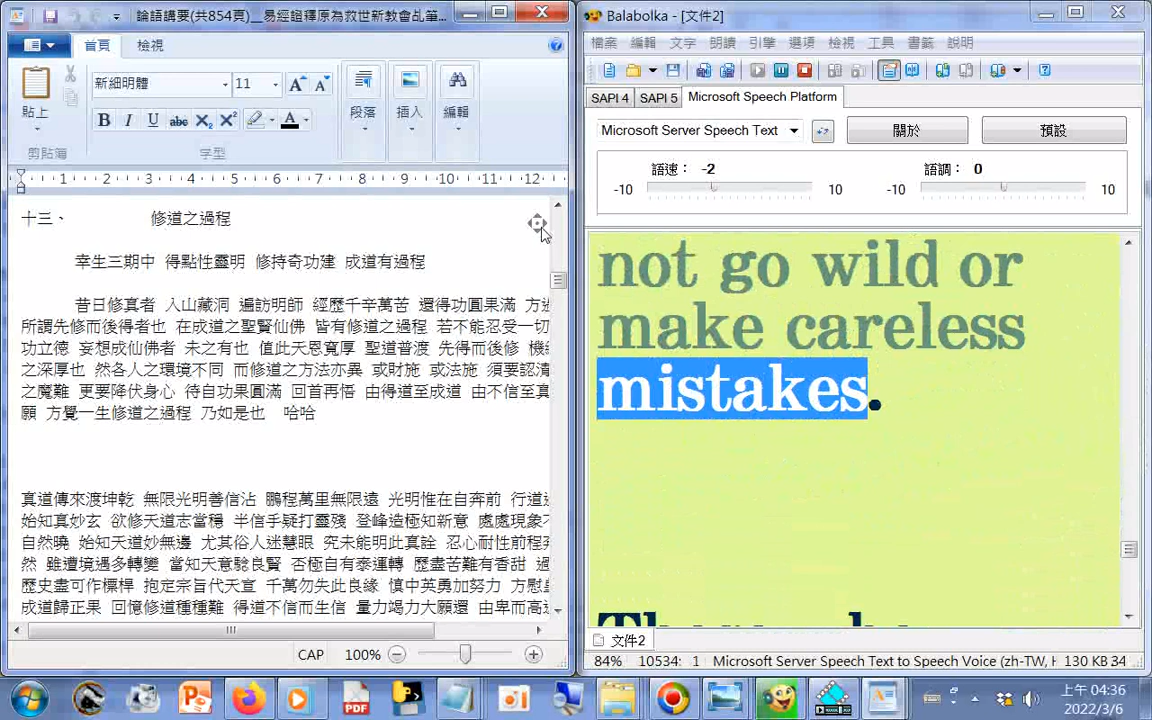 論語講要(共854頁)__易經證釋原為救世新教會乩筆...
首頁 檢視
新細明體 11
貼上
B I U abc X₂ X²
段落 插入 編輯
剪貼簿 字型
1 2 3 4 5 6 7 8 9 10 11 12
十三、 修道之過程
幸生三期中 得點性靈明 修持奇功建 成道有過程
昔日修真者 入山藏洞 遍訪明師 經歷千辛萬苦 還得功圓果滿 方
所謂先修而後得者也 在成道之聖賢仙佛 皆有修道之過程 若不能忍受一切
功立德 妄想成仙佛者 未之有也 值此天恩寬厚 聖道普渡 先得而後修 機
之深厚也 然各人之環境不同 而修道之方法亦異 或財施 或法施 須要認清
之魔難 更要降伏身心 待自功果圓滿 回首再悟 由得道至成道 由不信至真
願 方覺一生修道之過程 乃如是也 哈哈
真道傳來渡坤乾 無限光明善信沾 鵬程萬里無限遠 光明惟在自奔前 行道
始知真妙玄 欲修天道志當穩 半信半疑打靈殘 登峰造極知新意 處處現象
自然曉 始知天道妙無邊 尤其俗人迷慧眼 究未能明此真詮 忍心耐性前程
然 雖遭境遇多轉變 當知天意騐良賢 否極自有泰運轉 歷盡苦難有香甜
歷史盡可作標桿 抱定宗旨代天宣 千萬勿失此良緣 慎中英勇加努力 方慰
成道歸正果 回憶修道種種難 得道不信而生信 量力竭力大願還 由卑而高
CAP 100%
Balabolka - [文件2]
檔案 編輯 文字 朗讀 引擎 選項 檢視 工具 書籤 說明
SAPI 4 SAPI 5 Microsoft Speech Platform
Microsoft Server Speech Text 關於 預設
語速： -2 語調： 0
-10 10 -10 10
not go wild or
make careless
mistakes.
文件2
84% 10534: 1 Microsoft Server Speech Text to Speech Voice (zh-TW, H 130 KB 34
上午 04:36
2022/3/6